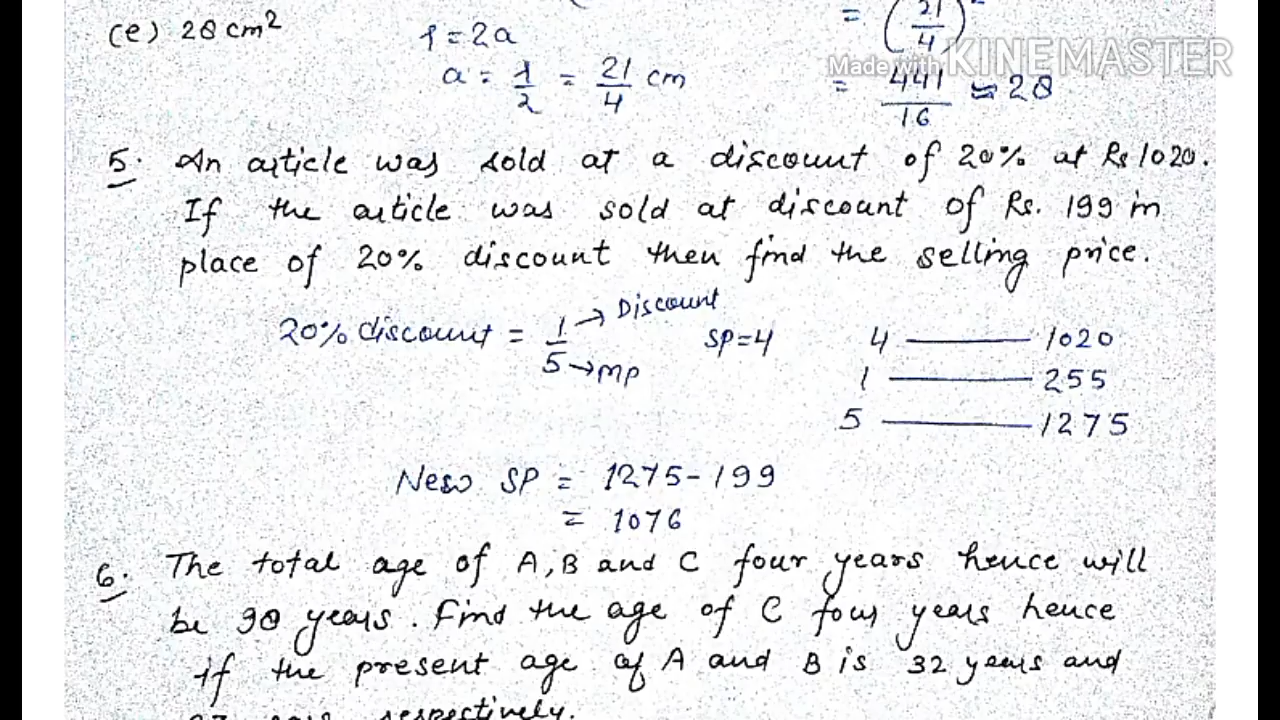 (e) 28 cm²
r = 2a
a = r/2 = 21/4 cm
= (21/4)²
= 441/16 ≈ 28
Made with KINEMASTER
5. An article was sold at a discount of 20% at Rs 1020.
If the article was sold at discount of Rs. 199 in
place of 20% discount then find the selling price.
20% discount = 1/5
→ Discount
→ MP
SP = 4
4 — 1020
1 — 255
5 — 1275
New SP = 1275 - 199
= 1076
6. The total age of A, B and C four years hence will
be 98 years. Find the age of C four years hence
if the present age of A and B is 32 years and
respectively.